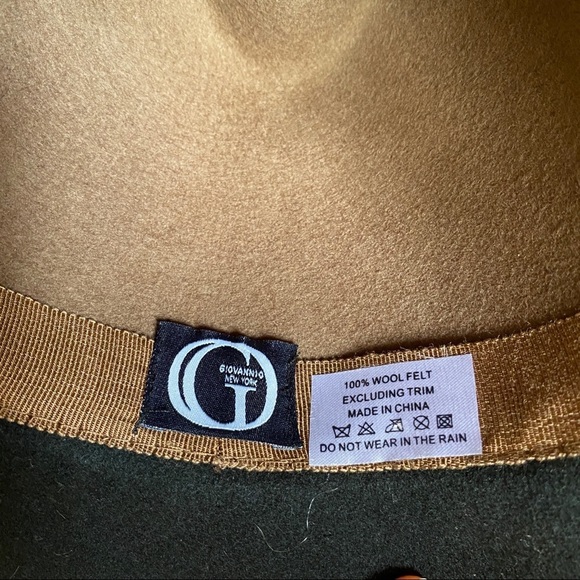 GIOVANNIO
NEW YORK
100% WOOL FELT
EXCLUDING TRIM
MADE IN CHINA
DO NOT WEAR IN THE RAIN